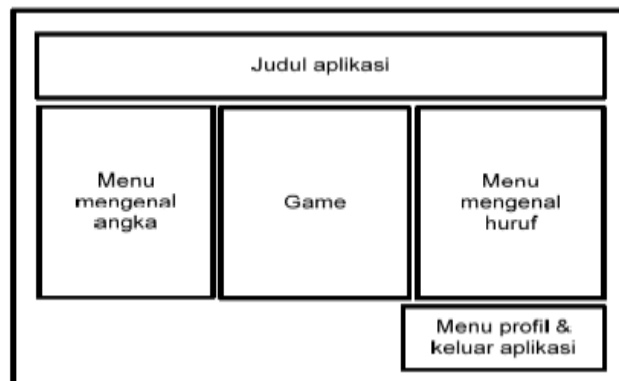 Judul aplikasi
Menu
mengenal
angka
Game
Menu
mengenal
huruf
Menu profil &
keluar aplikasi